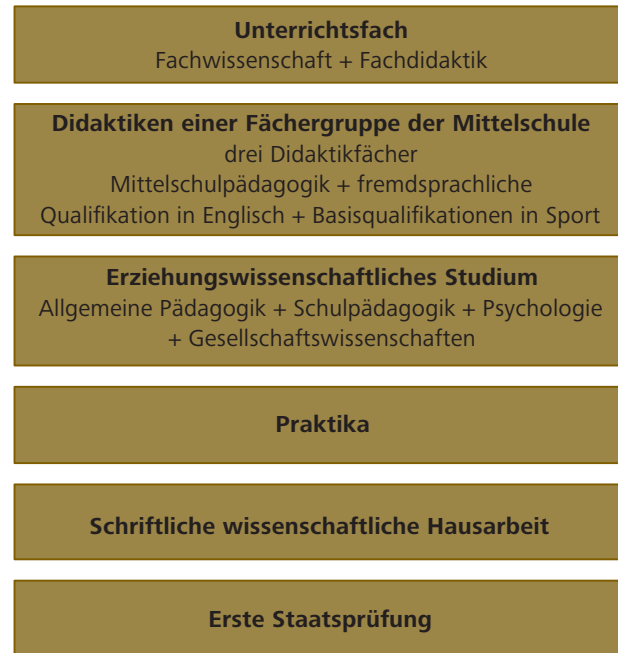 Unterrichtsfach
Fachwissenschaft + Fachdidaktik
Didaktiken einer Fächergruppe der Mittelschule
drei Didaktikfächer
Mittelschulpädagogik + fremdsprachliche
Qualifikation in Englisch + Basisqualifikationen in Sport
Erziehungswissenschaftliches Studium
Allgemeine Pädagogik + Schulpädagogik + Psychologie
+ Gesellschaftswissenschaften
Praktika
Schriftliche wissenschaftliche Hausarbeit
Erste Staatsprüfung